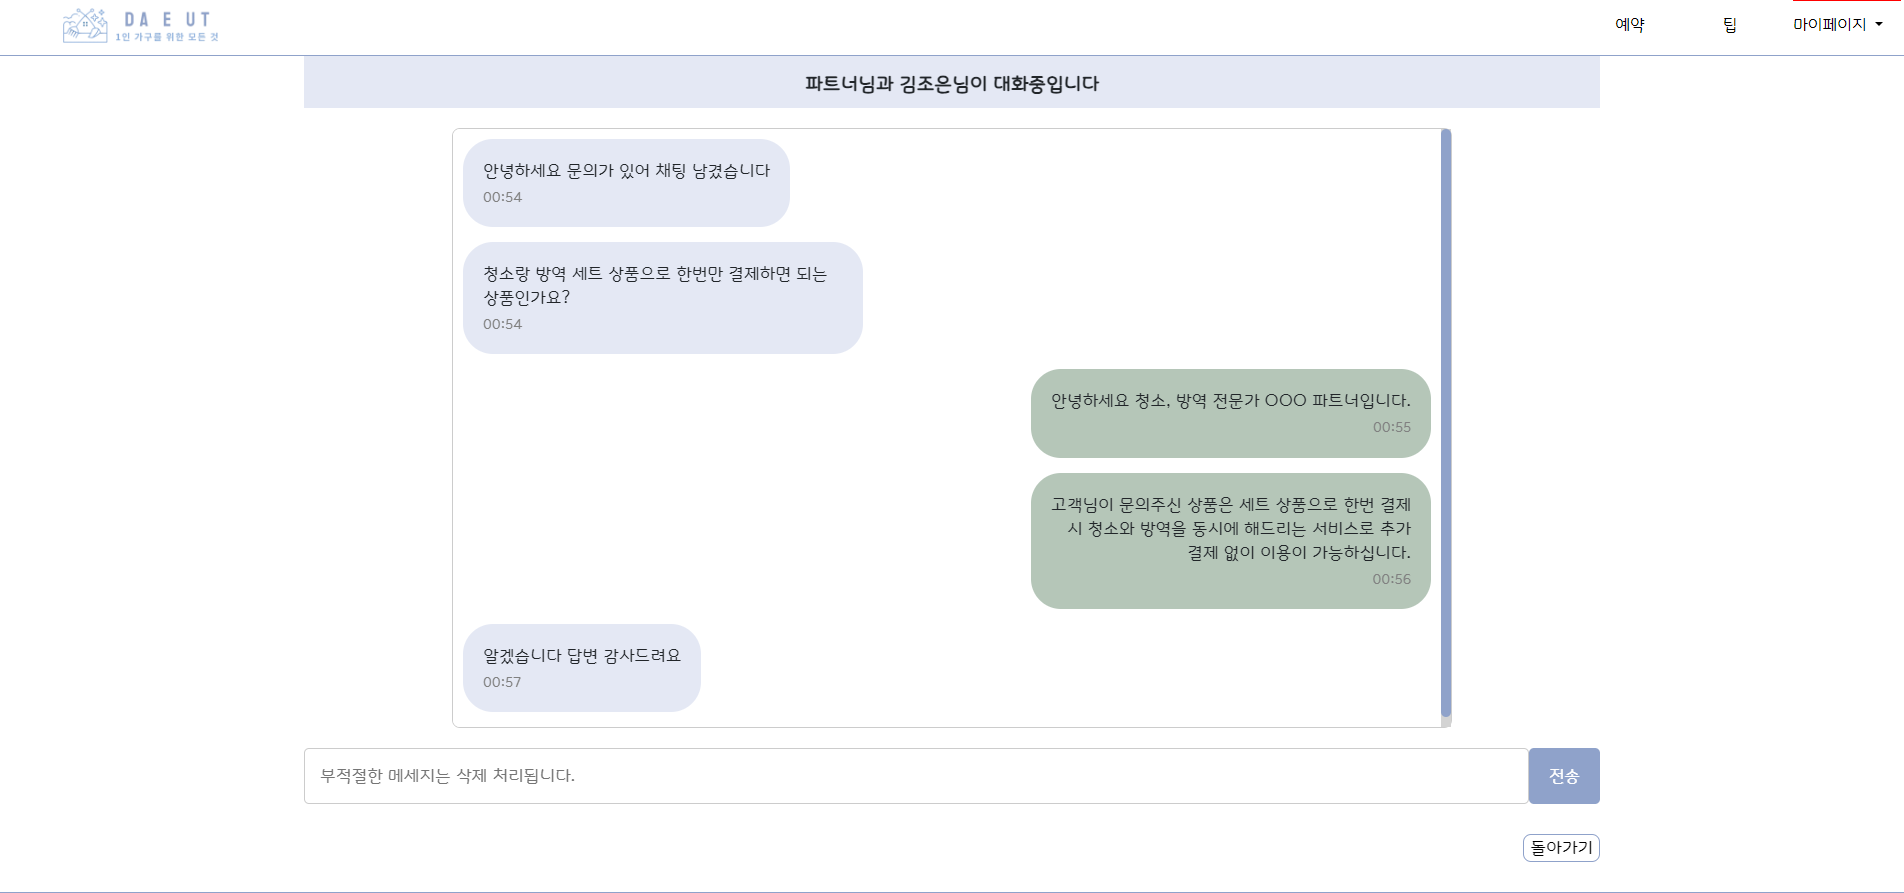 DA E UT
1인 가구를 위한 모든 것
예약
팁
마이페이지
파트너님과 김조은님이 대화중입니다
안녕하세요 문의가 있어 채팅 남겼습니다
00:54
청소랑 방역 세트 상품으로 한번만 결제하면 되는
상품인가요?
00:54
안녕하세요 청소, 방역 전문가 OOO 파트너입니다.
00:55
고객님이 문의주신 상품은 세트 상품으로 한번 결제
시 청소와 방역을 동시에 해드리는 서비스로 추가
결제 없이 이용이 가능하십니다.
00:56
알겠습니다 답변 감사드려요
00:57
부적절한 메세지는 삭제 처리됩니다.
전송
돌아가기